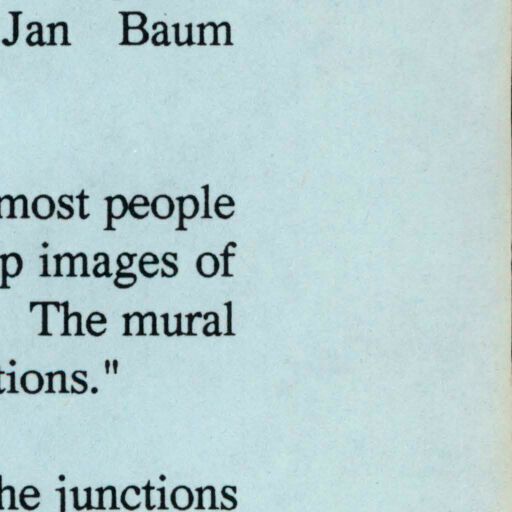 Jan Baum
most people
p images of
The mural
tions."
he junctions